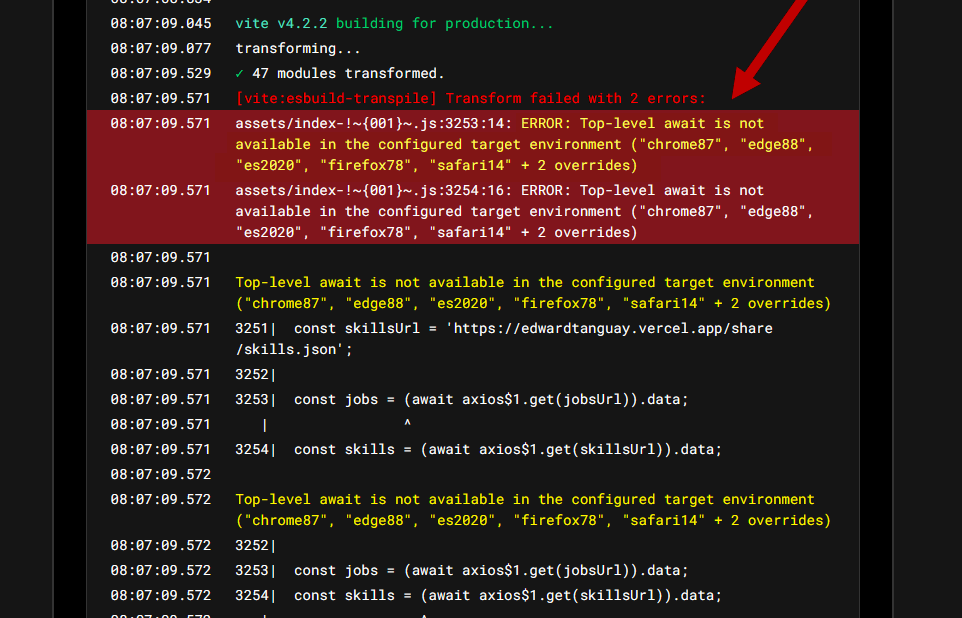 08:07:09.045 vite v4.2.2 building for production...
08:07:09.077 transforming...
08:07:09.529 ✓ 47 modules transformed.
08:07:09.571 [vite:esbuild-transpile] Transform failed with 2 errors:
08:07:09.571 assets/index-!~{001}~.js:3253:14: ERROR: Top-level await is not
available in the configured target environment ("chrome87", "edge88",
"es2020", "firefox78", "safari14" + 2 overrides)
08:07:09.571 assets/index-!~{001}~.js:3254:16: ERROR: Top-level await is not
available in the configured target environment ("chrome87", "edge88",
"es2020", "firefox78", "safari14" + 2 overrides)
08:07:09.571
08:07:09.571 Top-level await is not available in the configured target environment
("chrome87", "edge88", "es2020", "firefox78", "safari14" + 2 overrides)
08:07:09.571 3251|  const skillsUrl = 'https://edwardtanguay.vercel.app/share
/skills.json';
08:07:09.571 3252|
08:07:09.571 3253|  const jobs = (await axios$1.get(jobsUrl)).data;
08:07:09.571    |                ^
08:07:09.571 3254|  const skills = (await axios$1.get(skillsUrl)).data;
08:07:09.572
08:07:09.572 Top-level await is not available in the configured target environment
("chrome87", "edge88", "es2020", "firefox78", "safari14" + 2 overrides)
08:07:09.572 3252|
08:07:09.572 3253|  const jobs = (await axios$1.get(jobsUrl)).data;
08:07:09.572 3254|  const skills = (await axios$1.get(skillsUrl)).data;